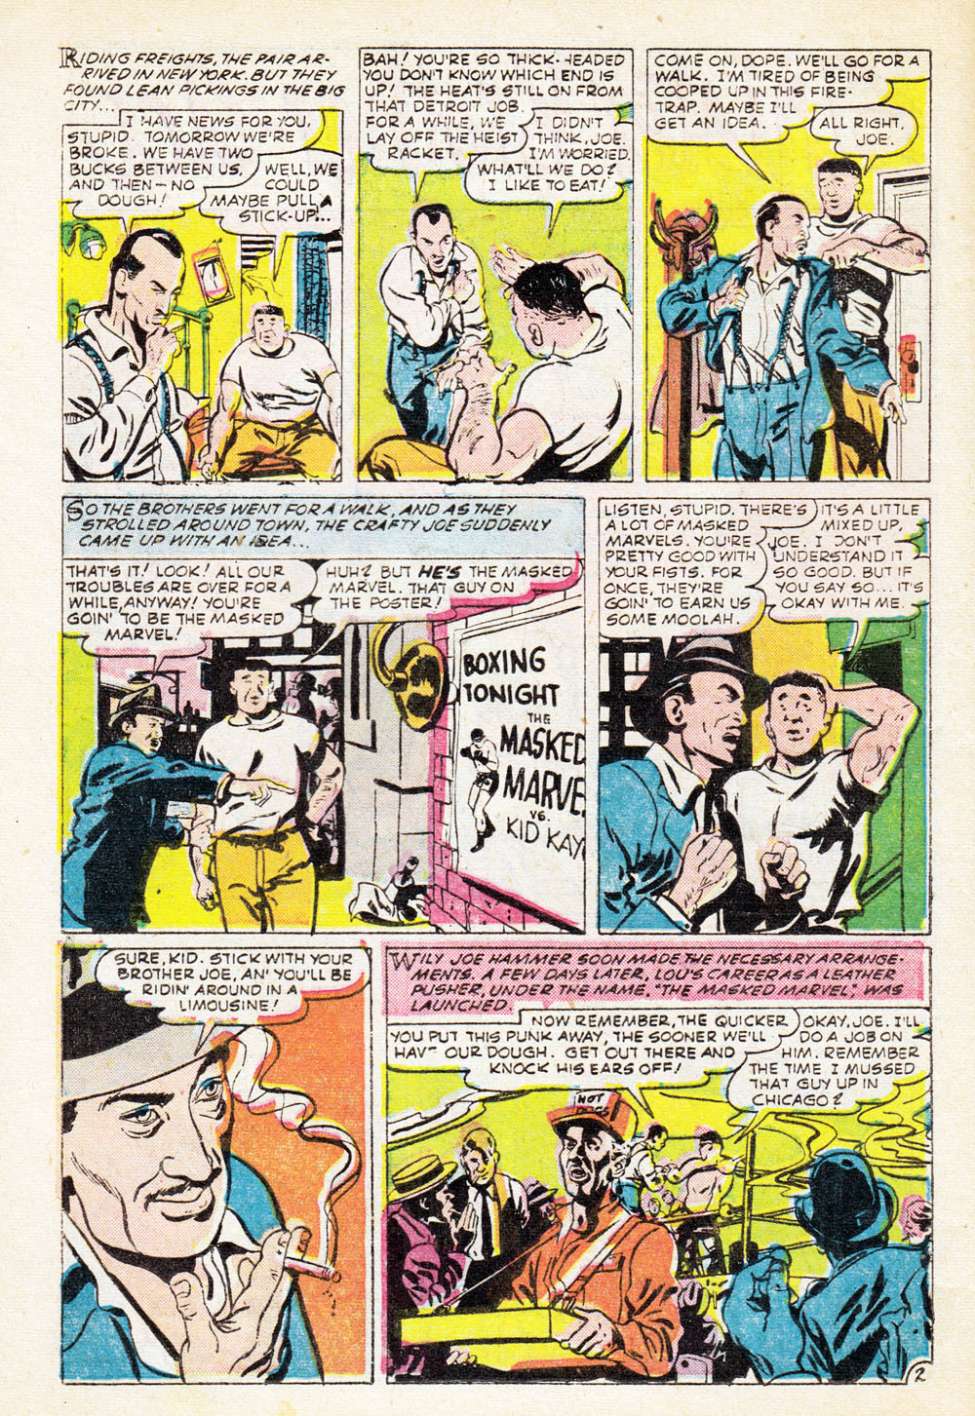 RIDING FREIGHTS, THE PAIR AR-
RIVED IN NEW YORK. BUT THEY
FOUND LEAN PICKINGS IN THE BIG
CITY...
I HAVE NEWS FOR YOU,
STUPID. TOMORROW WE'RE
BROKE. WE HAVE TWO
BUCKS BETWEEN US,
AND THEN — NO
DOUGH!
WELL, WE
COULD
MAYBE PULL A
STICK-UP!..
BAH! YOU'RE SO THICK-HEADED
YOU DON'T KNOW WHICH END IS
UP! THE HEAT'S STILL ON FROM
THAT DETROIT JOB.
FOR A WHILE, WE
LAY OFF THE HEIST
RACKET.
I DIDN'T
THINK, JOE.
I'M WORRIED.
WHAT'LL WE DO?
I LIKE TO EAT!
COME ON, DOPE. WE'LL GO FOR A
WALK. I'M TIRED OF BEING
COOPED UP IN THIS FIRE-
TRAP. MAYBE I'LL
GET AN IDEA..
ALL RIGHT,
JOE.
SO THE BROTHERS WENT FOR A WALK, AND AS THEY
STROLLED AROUND TOWN, THE CRAFTY JOE SUDDENLY
CAME UP WITH AN IDEA...
THAT'S IT! LOOK! ALL OUR
TROUBLES ARE OVER FOR A
WHILE, ANYWAY! YOU'RE
GOIN' TO BE THE MASKED
MARVEL!
HUH? BUT HE'S THE MASKED
MARVEL. THAT GUY ON
THE POSTER!
BOXING
TONIGHT
THE
MASKED
MARVE
VS.
KID KAY
LISTEN, STUPID. THERE'S
A LOT OF MASKED
MARVELS. YOU'RE
PRETTY GOOD WITH
YOUR FISTS. FOR
ONCE, THEY'RE
GOIN' TO EARN US
SOME MOOLAH.
IT'S A LITTLE
MIXED UP,
JOE. I DON'T
UNDERSTAND IT
SO GOOD. BUT IF
YOU SAY SO... IT'S
OKAY WITH ME.
SURE, KID. STICK WITH YOUR
BROTHER JOE, AN' YOU'LL BE
RIDIN' AROUND IN A
LIMOUSINE!
WILY JOE HAMMER SOON MADE THE NECESSARY ARRANGE-
MENTS. A FEW DAYS LATER, LOU'S CAREER AS A LEATHER
PUSHER, UNDER THE NAME, "THE MASKED MARVEL", WAS
LAUNCHED.
NOW REMEMBER, THE QUICKER
YOU PUT THIS PUNK AWAY, THE SOONER WE'LL
HAVE OUR DOUGH. GET OUT THERE AND
KNOCK HIS EARS OFF!
OKAY, JOE. I'LL
DO A JOB ON
HIM. REMEMBER
THE TIME I MUSSED
THAT GUY UP IN
CHICAGO?
HOT
DOGS
2